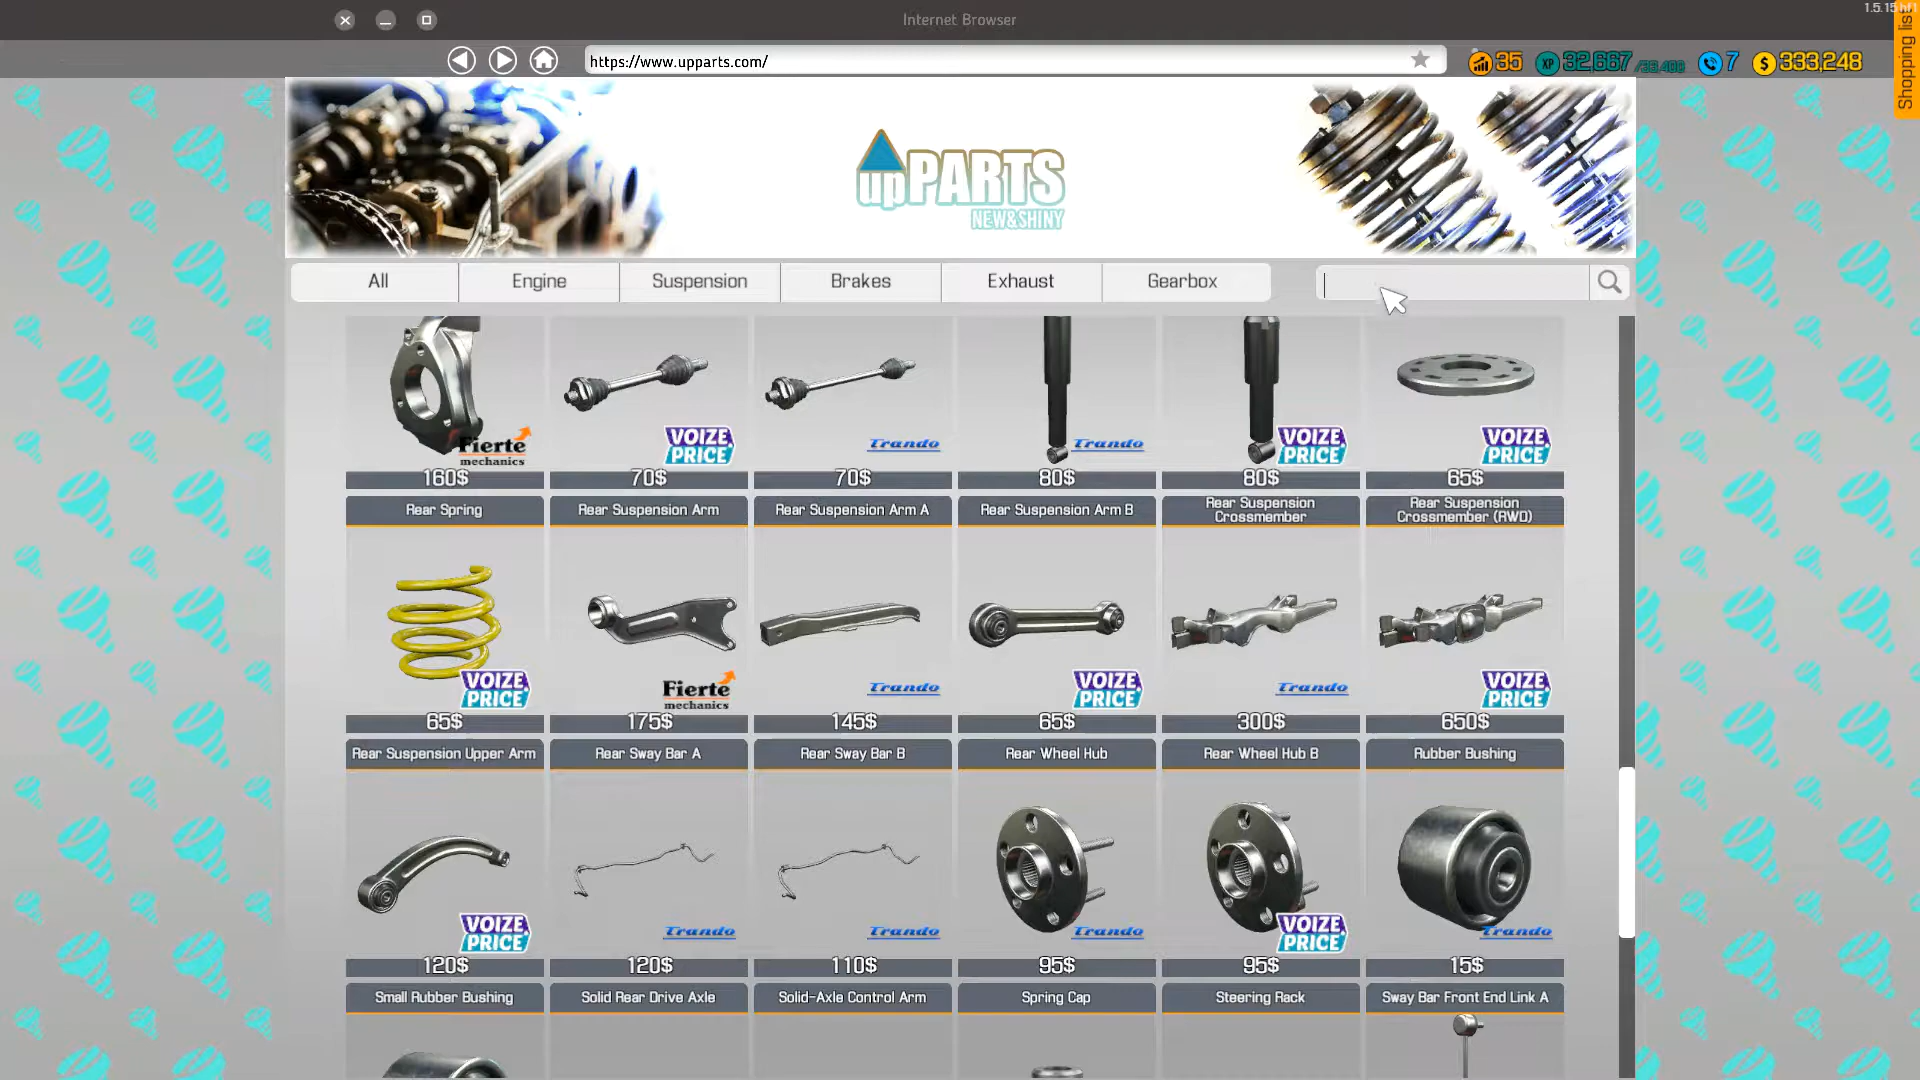 Internet Browser
1.5.15hf1
Shopping list
https://www.upparts.com/
35
XP
32,667
7
$
333,248
upPARTS
NEW&SHINY
All
Engine
Suspension
Brakes
Exhaust
Gearbox
Fierte
mechanics
VOIZE
PRICE
Trando
Trando
VOIZE
PRICE
VOIZE
PRICE
160$
70$
70$
80$
80$
65$
Rear Spring
Rear Suspension Arm
Rear Suspension Arm A
Rear Suspension Arm B
Rear Suspension
Crossmember
Rear Suspension
Crossmember (RWD)
VOIZE
PRICE
Fierte
mechanics
Trando
VOIZE
PRICE
Trando
VOIZE
PRICE
65$
175$
145$
65$
300$
650$
Rear Suspension Upper Arm
Rear Sway Bar A
Rear Sway Bar B
Rear Wheel Hub
Rear Wheel Hub B
Rubber Bushing
VOIZE
PRICE
Trando
Trando
Trando
VOIZE
PRICE
Trando
120$
120$
110$
95$
95$
15$
Small Rubber Bushing
Solid Rear Drive Axle
Solid-Axle Control Arm
Spring Cap
Steering Rack
Sway Bar Front End Link A